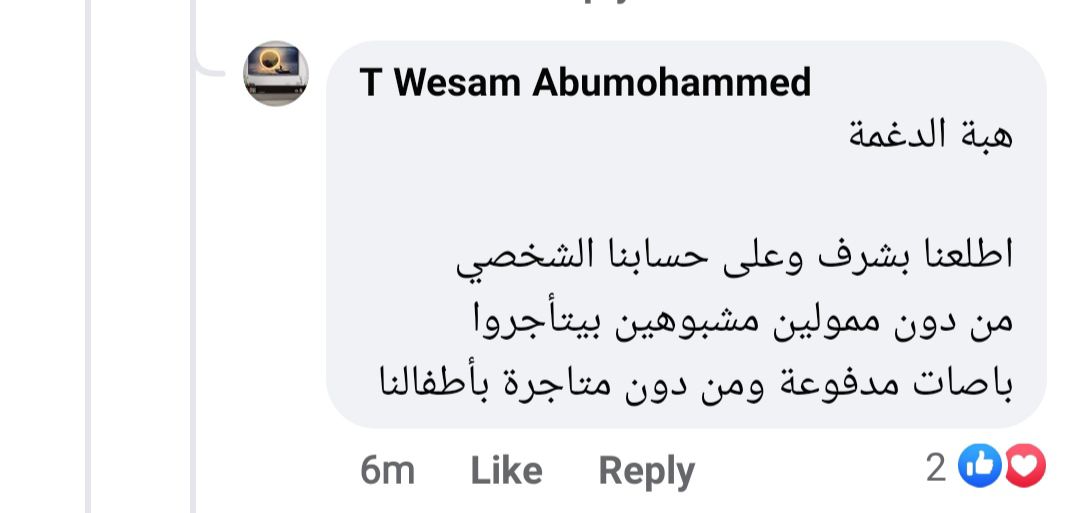 T Wesam Abumohammed
هبة الدغمة
اطلعنا بشرف وعلى حسابنا الشخصي
من دون ممولين مشبوهين بيتأجروا
باصات مدفوعة ومن دون متاجرة بأطفالنا
6m Like Reply 2